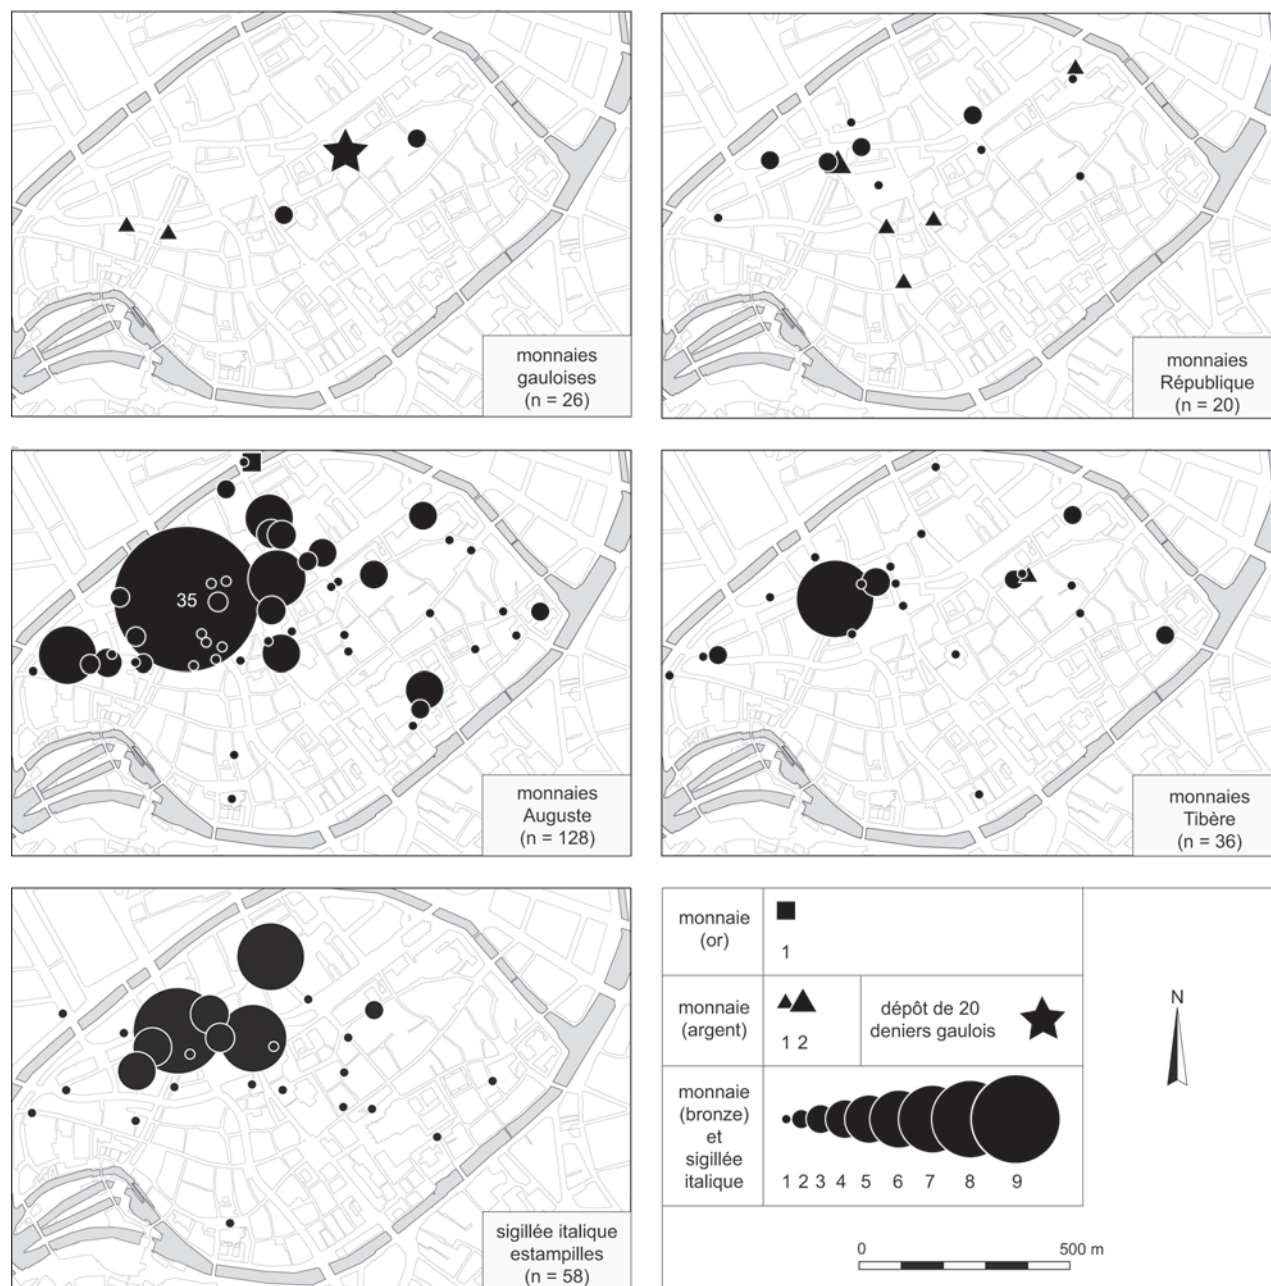 monnaies
gauloises
(n = 26)
monnaies
République
(n = 20)
35
monnaies
Auguste
(n = 128)
monnaies
Tibère
(n = 36)
sigillée italique
estampilles
(n = 58)
monnaie
(or)
1
monnaie
(argent)
1 2
dépôt de 20
deniers gaulois
monnaie
(bronze)
et
sigillée
italique
1 2 3 4 5 6 7 8 9
N
0 500 m